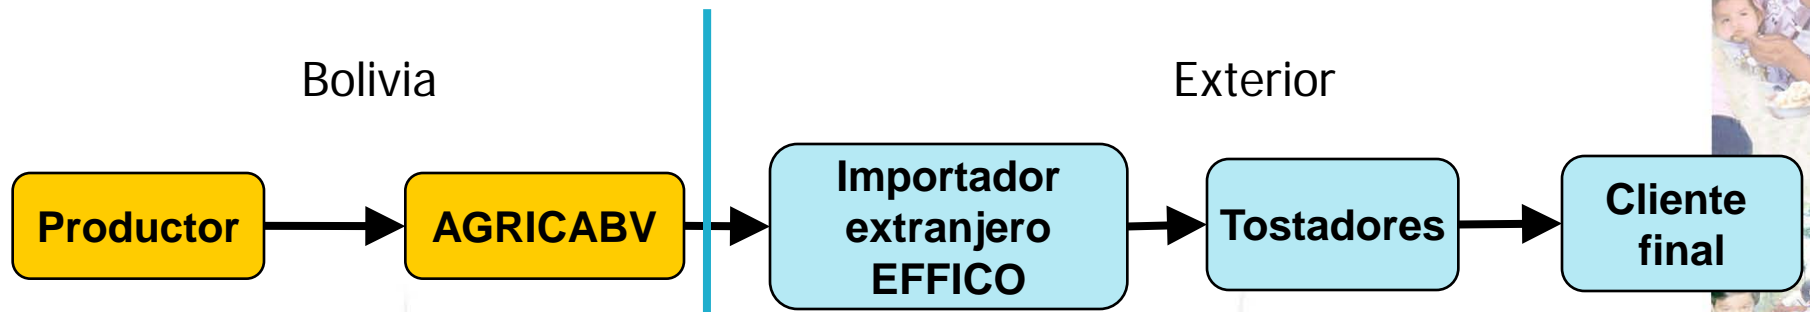 Bolivia
Exterior
Productor
AGRICABV
Importador
extranjero
EFFICO
Tostadores
Cliente
final